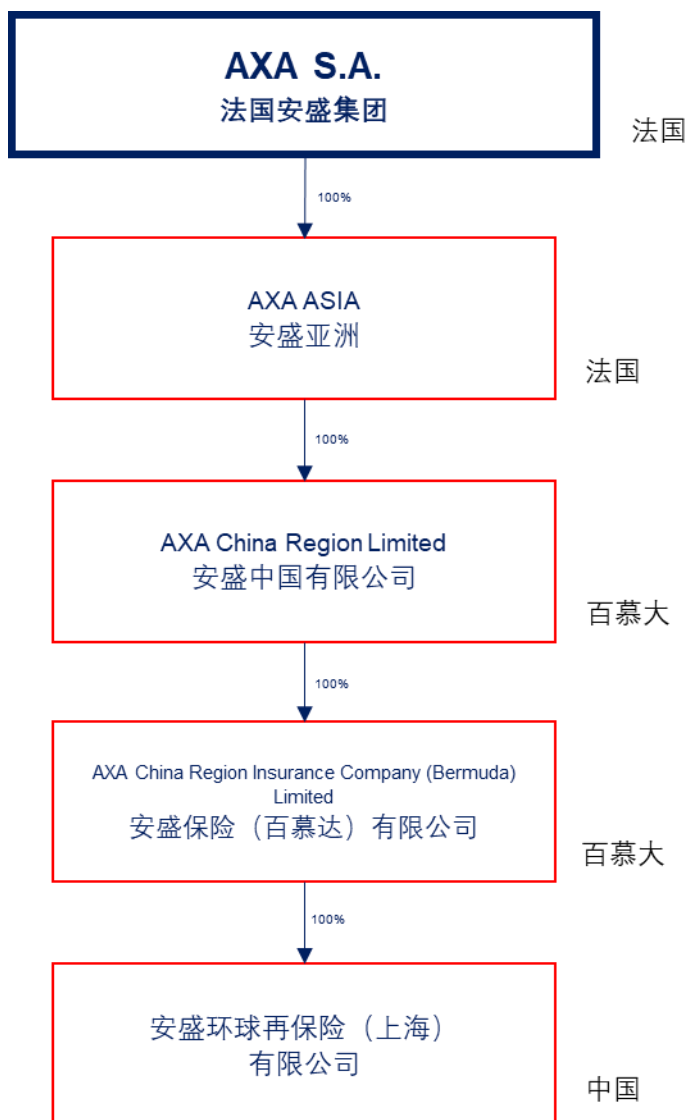 AXA S.A.
法国安盛集团
法国
100%
AXA ASIA
安盛亚洲
法国
100%
AXA China Region Limited
安盛中国有限公司
百慕大
100%
AXA China Region Insurance Company (Bermuda)
Limited
安盛保险（百慕达）有限公司
百慕大
100%
安盛环球再保险（上海）
有限公司
中国